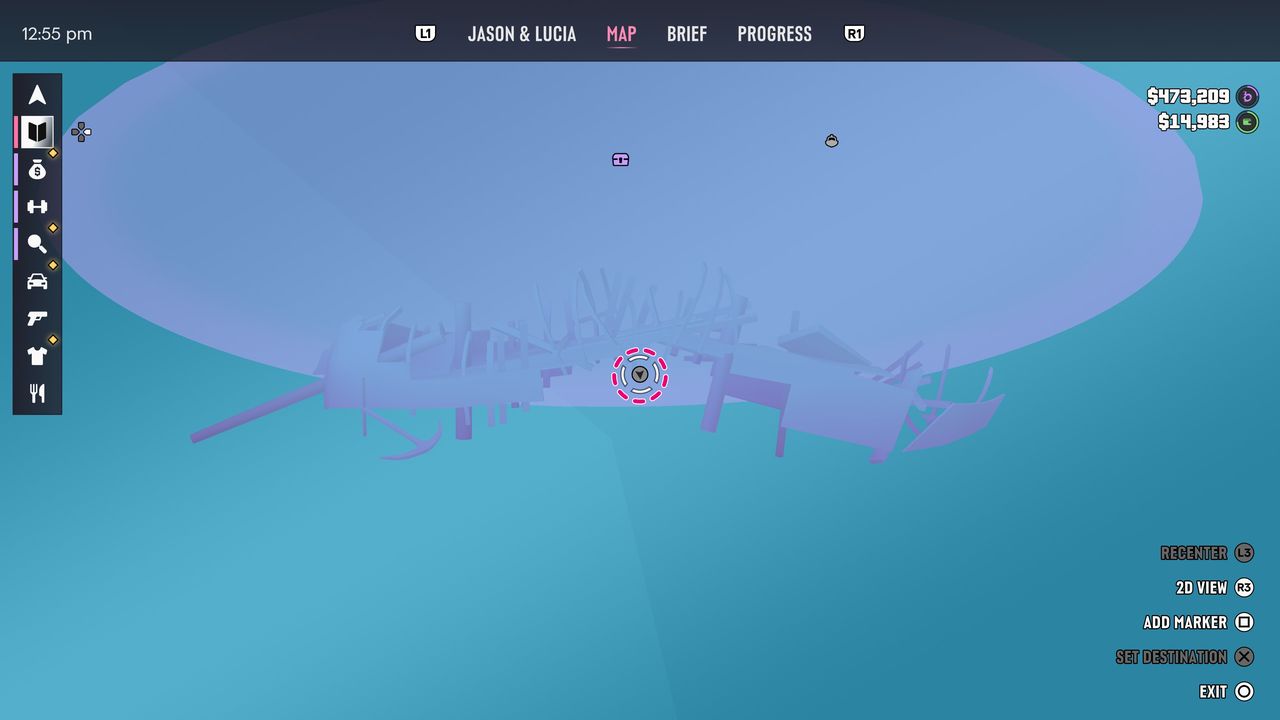 12:55 pm
L1 JASON & LUCIA MAP BRIEF PROGRESS R1
$473,209
$14,983
RECENTER L3
2D VIEW R3
ADD MARKER
SET DESTINATION
EXIT